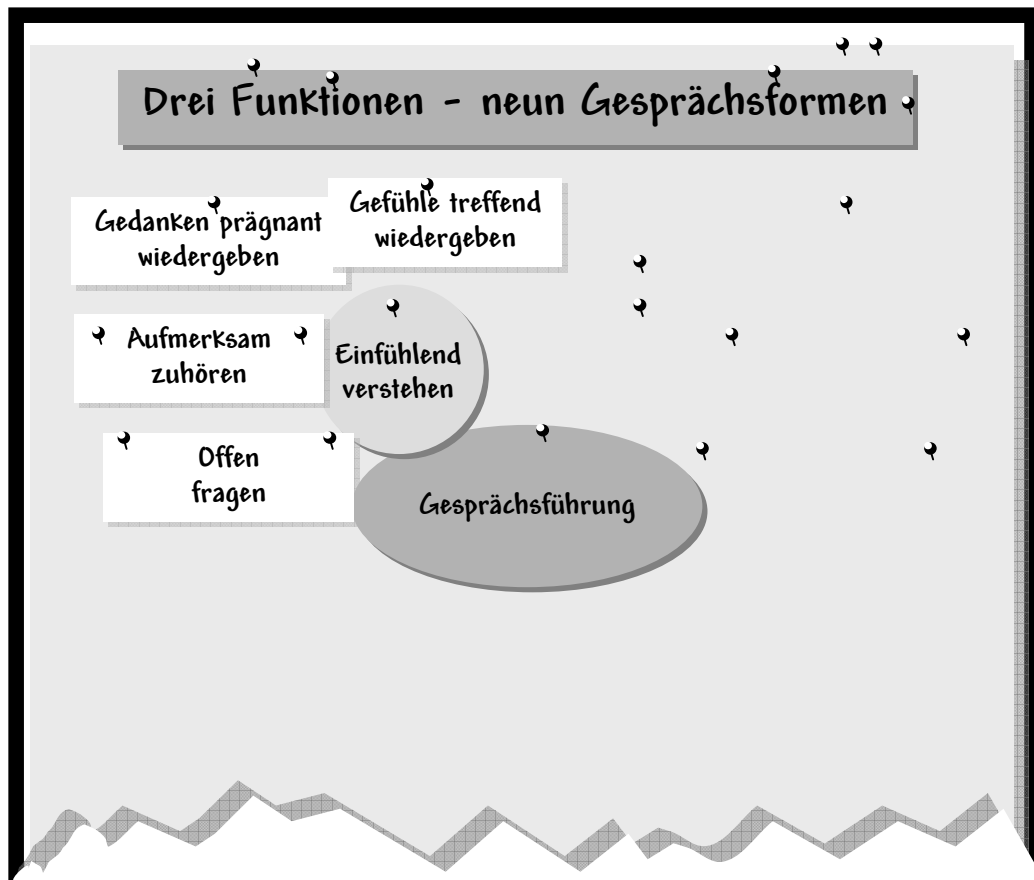 Drei Funktionen - neun Gesprächsformen
Gedanken prägnant
wiedergeben
Gefühle treffend
wiedergeben
Aufmerksam
zuhören
Einfühlend
verstehen
Offen
fragen
Gesprächsführung